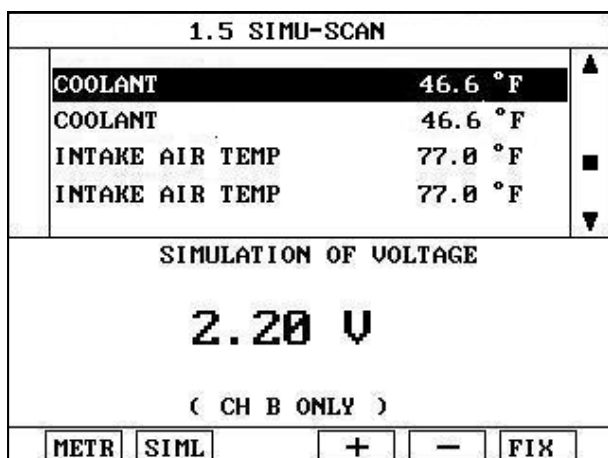 1.5 SIMU-SCAN
COOLANT 46.6 °F
COOLANT 46.6 °F
INTAKE AIR TEMP 77.0 °F
INTAKE AIR TEMP 77.0 °F
SIMULATION OF VOLTAGE
2.20 V
( CH B ONLY )
METR SIML + — FIX